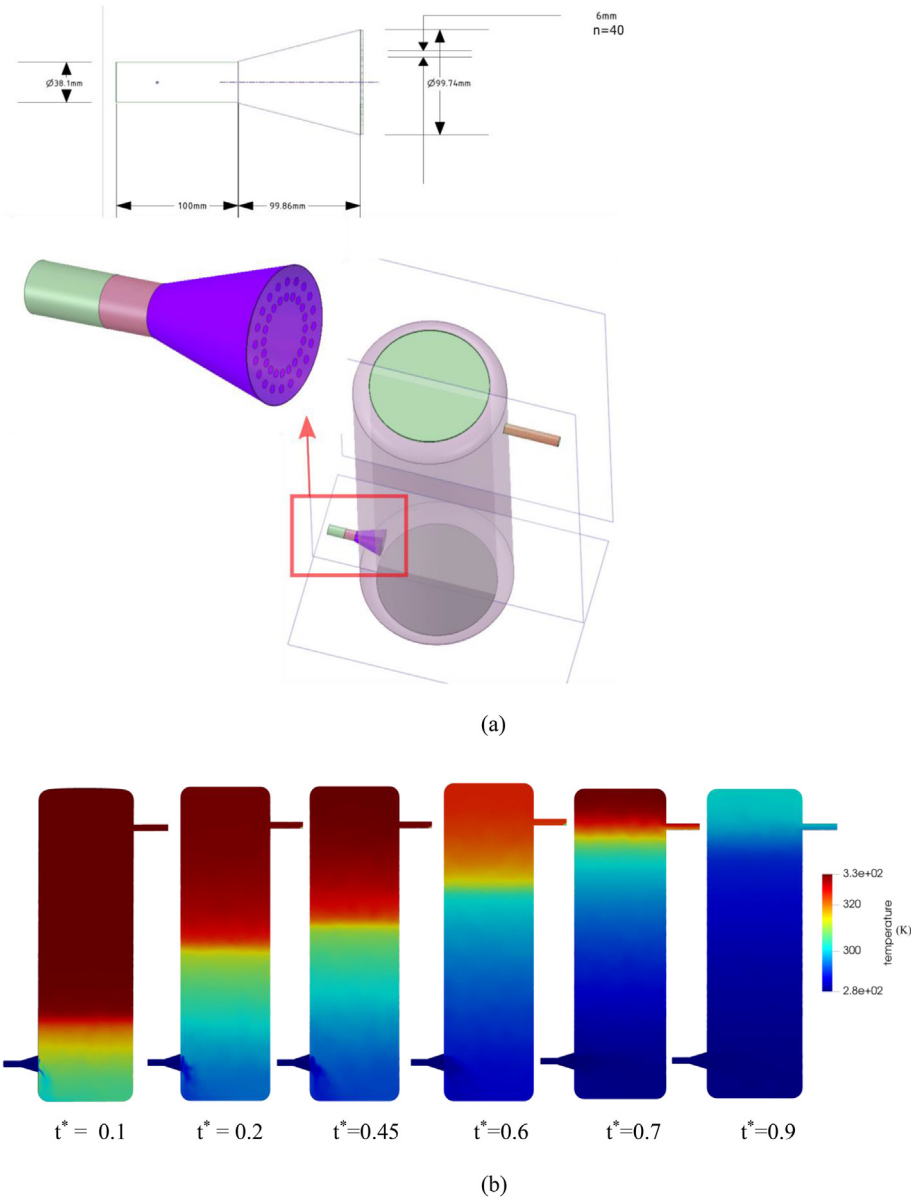 6mm
n=40
Ø38.1mm
Ø99.74mm
100mm
99.86mm
(a)
3.3e+02
320
300
2.8e+02
temperature
(K)
t* = 0.1
t* = 0.2
t*=0.45
t*=0.6
t*=0.7
t*=0.9
(b)